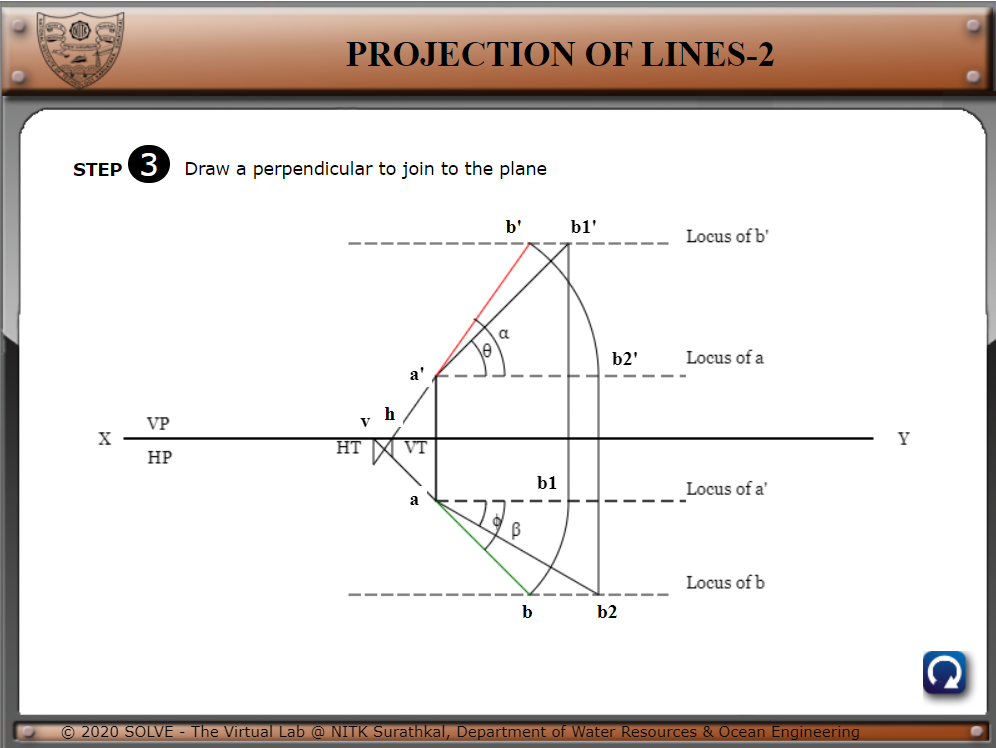 PROJECTION OF LINES-2
STEP 3 Draw a perpendicular to join to the plane
b' b1' Locus of b'
α
θ
b2' Locus of a
a'
v h
VP
X Y
HT VT
HP
b1 Locus of a'
a
ϕ β
Locus of b
b b2
© 2020 SOLVE - The Virtual Lab @ NITK Surathkal, Department of Water Resources & Ocean Engineering